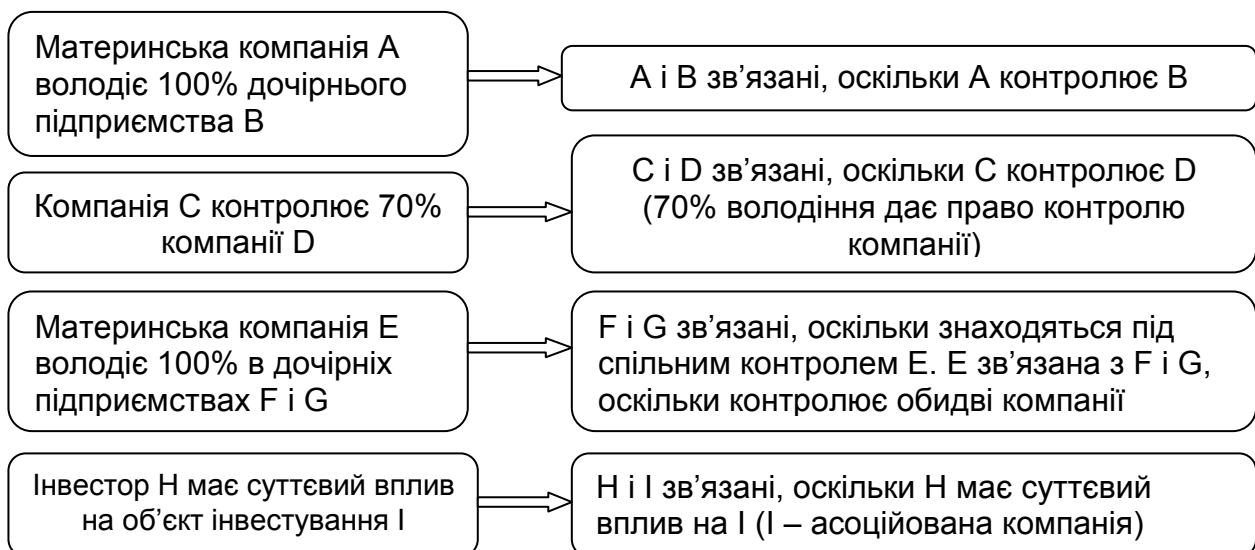 Материнська компанія А
володіє 100% дочірнього
підприємства В
А і В зв’язані, оскільки А контролює В
Компанія С контролює 70%
компанії D
С і D зв’язані, оскільки С контролює D
(70% володіння дає право контролю
компанії)
Материнська компанія Е
володіє 100% в дочірніх
підприємствах F і G
F і G зв’язані, оскільки знаходяться під
спільним контролем Е. Е зв’язана з F і G,
оскільки контролює обидві компанії
Інвестор Н має суттєвий вплив
на об’єкт інвестування І
Н і І зв’язані, оскільки Н має суттєвий
вплив на І (І – асоційована компанія)